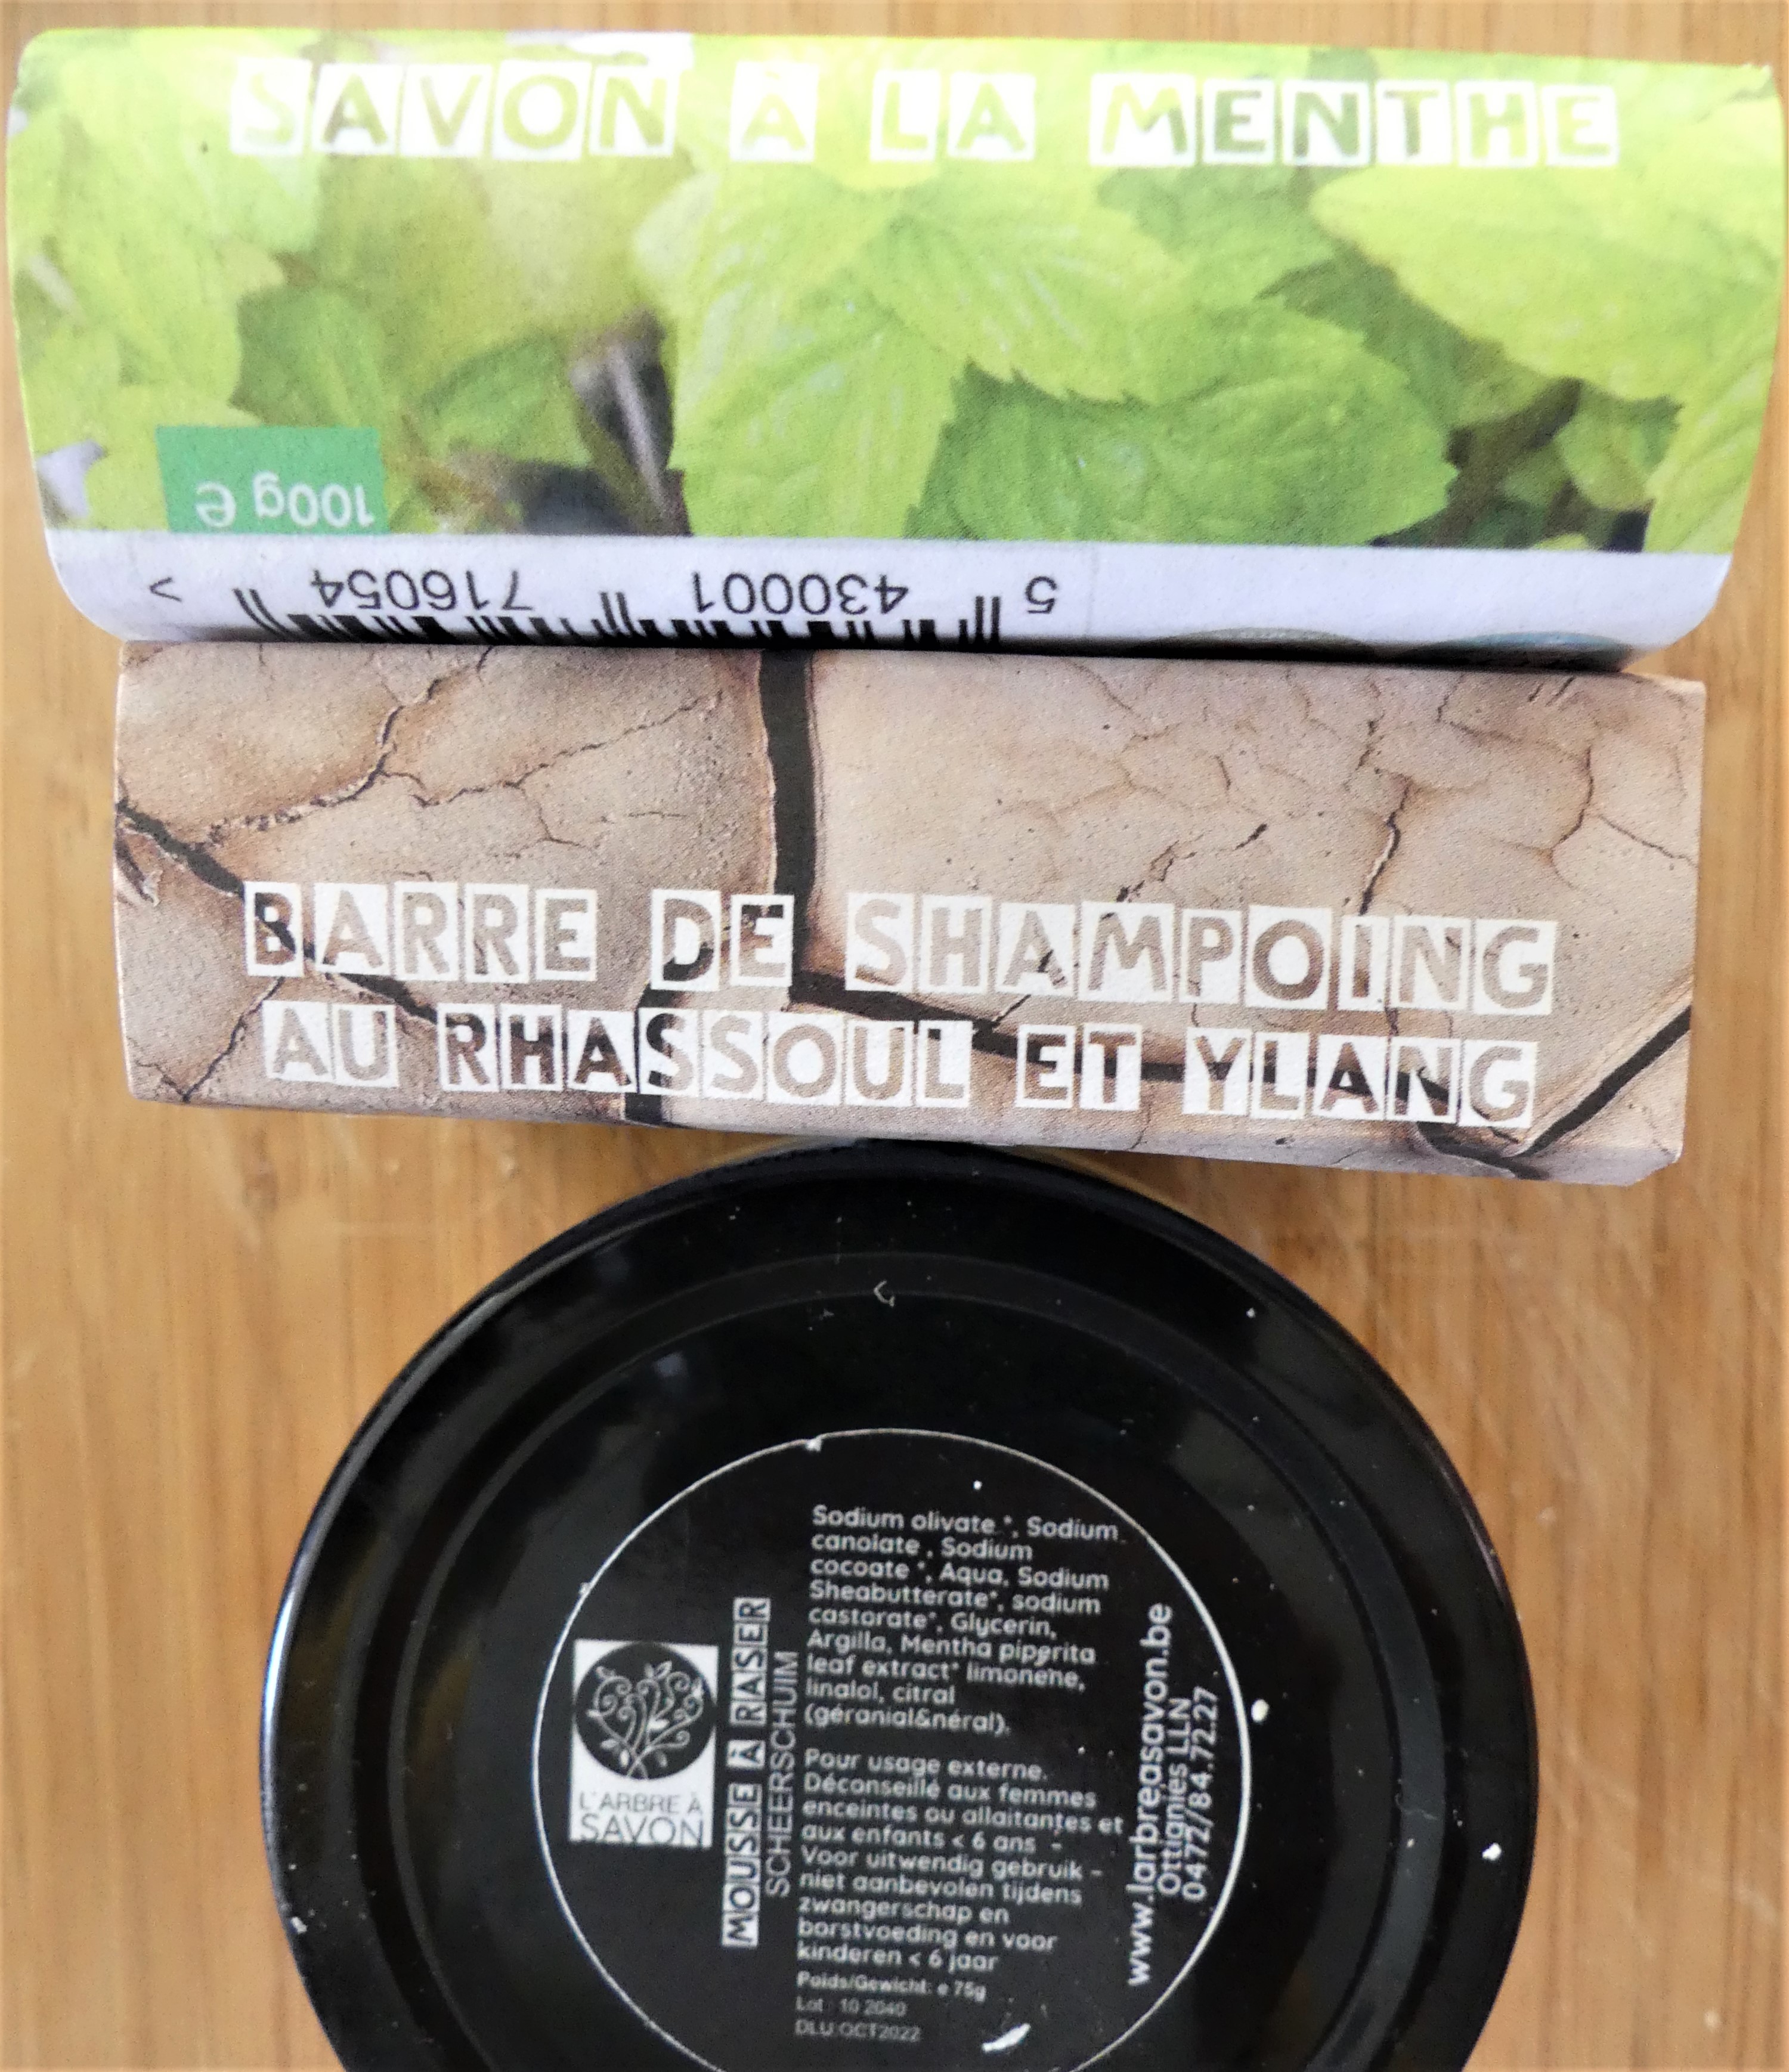 SAVON À LA MENTHE
100g e
5 430001 716054 >
BARRE DE SHAMPOING
AU RHASSOUL ET YLANG
L'ARBRE À
SAVON
MOUSSE À RASER
SCHEERSCHUIM
Sodium olivate *, Sodium
canolate , Sodium
cocoate *, Aqua, Sodium
Sheabutterate*, sodium
castorate*, Glycerin,
Argilla, Mentha piperita
leaf extract* limonene,
linalol, citral
(géranial&néral).
Pour usage externe.
Déconseillé aux femmes
enceintes ou allaitantes et
aux enfants < 6 ans -
Voor uitwendig gebruik -
niet aanbevolen tijdens
zwangerschap en
borstvoeding en voor
kinderen < 6 jaar
Poids/Gewicht: e 75g
Lot : 10 2040
DLU:OCT2022
www.larbreasavon.be
Ottignies LLN
0472/84.72.27